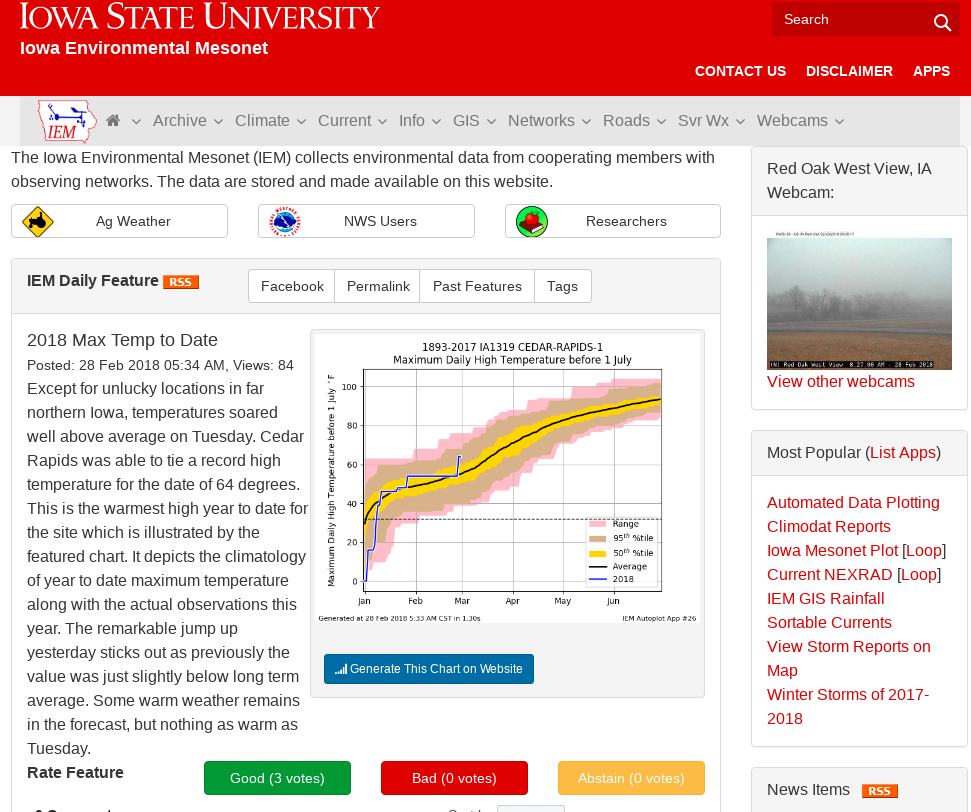 IOWA STATE UNIVERSITY
Iowa Environmental Mesonet
Search
CONTACT US DISCLAIMER APPS
IEM Archive Climate Current Info GIS Networks Roads Svr Wx Webcams
The Iowa Environmental Mesonet (IEM) collects environmental data from cooperating members with
observing networks. The data are stored and made available on this website.
Ag Weather NWS Users Researchers
IEM Daily Feature RSS
Facebook Permalink Past Features Tags
2018 Max Temp to Date
Posted: 28 Feb 2018 05:34 AM, Views: 84
Except for unlucky locations in far
northern Iowa, temperatures soared
well above average on Tuesday. Cedar
Rapids was able to tie a record high
temperature for the date of 64 degrees.
This is the warmest high year to date for
the site which is illustrated by the
featured chart. It depicts the climatology
of year to date maximum temperature
along with the actual observations this
year. The remarkable jump up
yesterday sticks out as previously the
value was just slightly below long term
average. Some warm weather remains
in the forecast, but nothing as warm as
Tuesday.
1893-2017 IA1319 CEDAR-RAPIDS-1
Maximum Daily High Temperature before 1 July
Maximum Daily High Temperature before 1 July °F
100
80
60
40
20
0
Jan Feb Mar Apr May Jun
Range
95th %tile
50th %tile
Average
2018
Generated at 28 Feb 2018 5:33 AM CST in 1.30s IEM Autoplot App #26
Generate This Chart on Website
Rate Feature Good (3 votes) Bad (0 votes) Abstain (0 votes)
Red Oak West View, IA
Webcam:
(N) Red Oak West View 8:27:00 AM - 28 Feb 2018
View other webcams
Most Popular (List Apps)
Automated Data Plotting
Climodat Reports
Iowa Mesonet Plot [Loop]
Current NEXRAD [Loop]
IEM GIS Rainfall
Sortable Currents
View Storm Reports on
Map
Winter Storms of 2017-
2018
News Items RSS